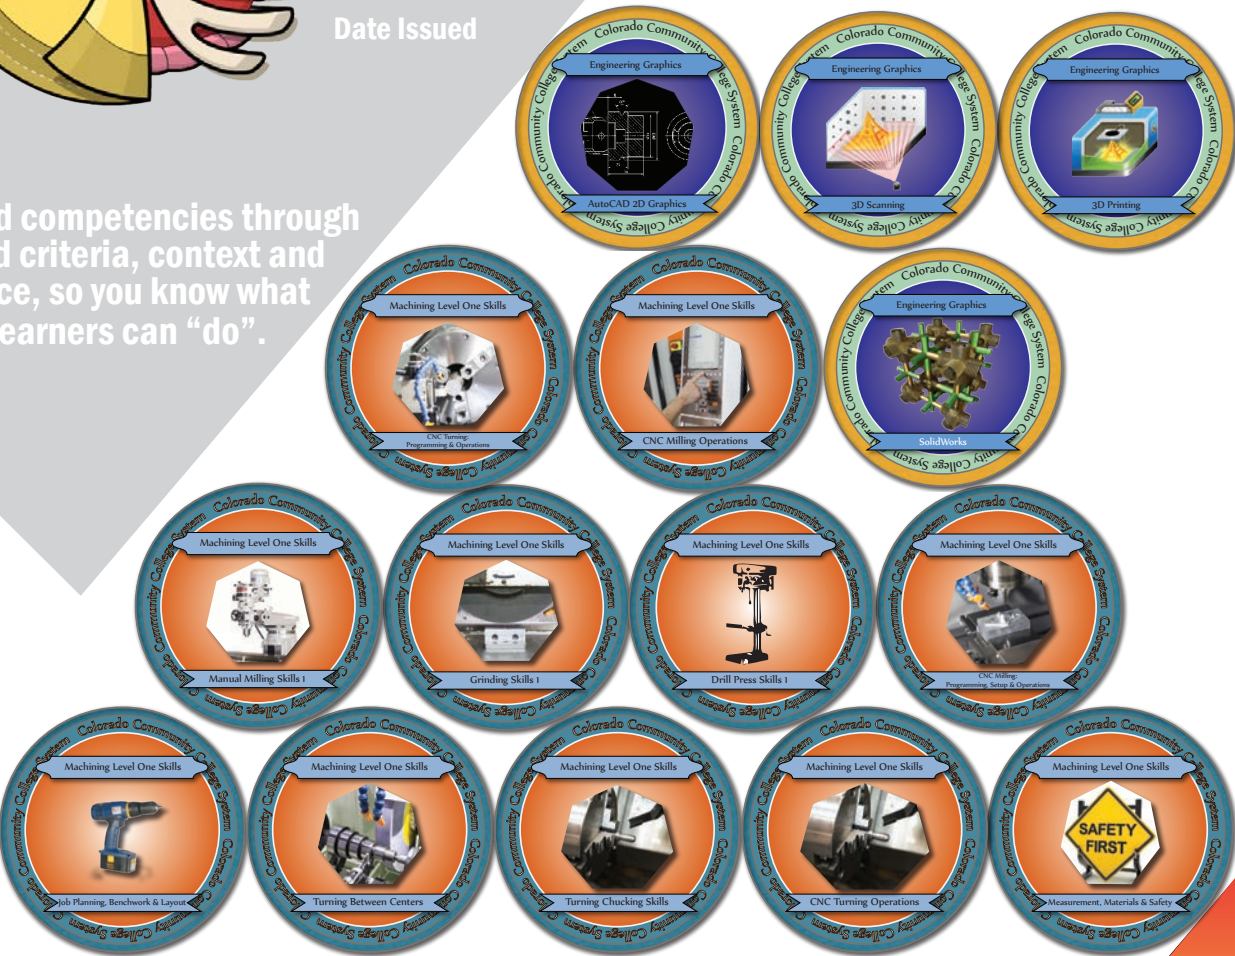 Date Issued
d competencies through
d criteria, context and
ce, so you know what
earners can “do”.
Colorado Community College System
Engineering Graphics
AutoCAD 2D Graphics
Colorado Community College System
Engineering Graphics
3D Scanning
Colorado Community College System
Engineering Graphics
3D Printing
Colorado Community College System
Machining Level One Skills
CNC Turning:
Programming & Operations
Colorado Community College System
Machining Level One Skills
CNC Milling Operations
Colorado Community College System
Engineering Graphics
SolidWorks
Colorado Community College System
Machining Level One Skills
Manual Milling Skills I
Colorado Community College System
Machining Level One Skills
Grinding Skills I
Colorado Community College System
Machining Level One Skills
Drill Press Skills I
Colorado Community College System
Machining Level One Skills
CNC Milling:
Programming, Setup & Operations
Colorado Community College System
Machining Level One Skills
Job Planning, Benchwork & Layout
Colorado Community College System
Machining Level One Skills
Turning Between Centers
Colorado Community College System
Machining Level One Skills
Turning Chucking Skills
Colorado Community College System
Machining Level One Skills
CNC Turning Operations
Colorado Community College System
Machining Level One Skills
SAFETY
FIRST
Measurement, Materials & Safety